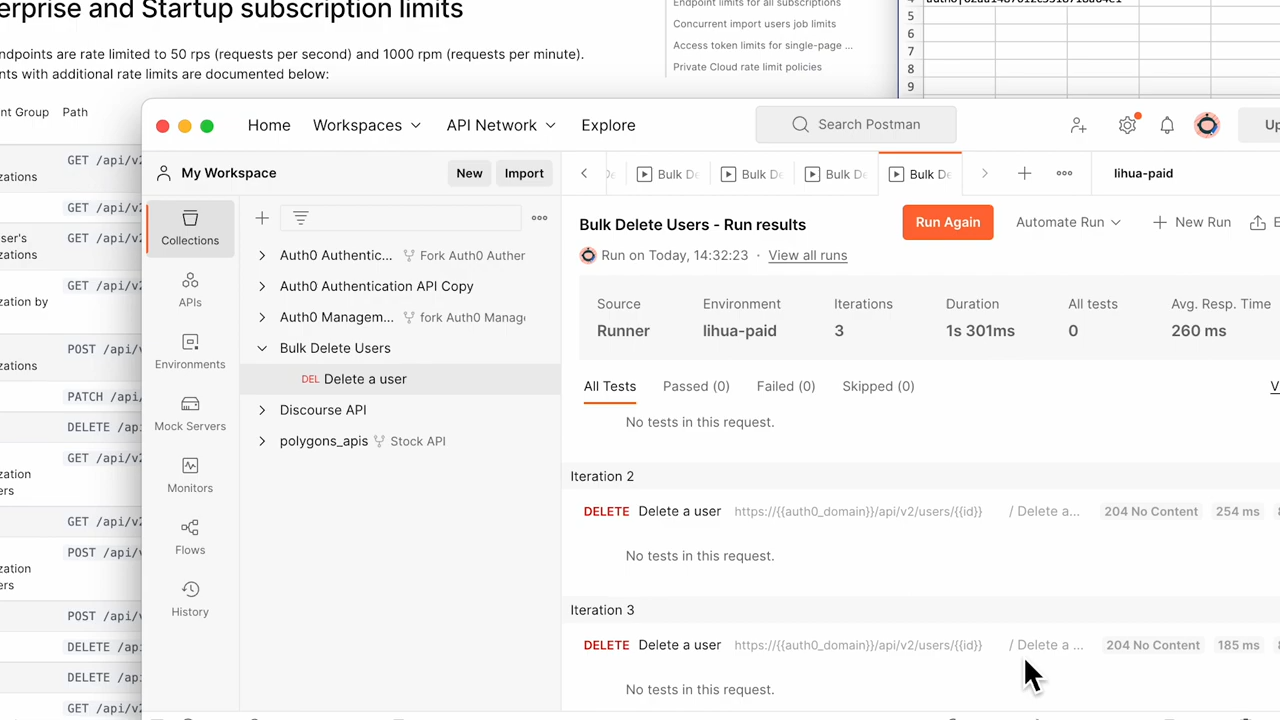 erprise and Startup subscription limits
ndpoints are rate limited to 50 rps (requests per second) and 1000 rpm (requests per minute).
nts with additional rate limits are documented below:
nt Group Path
GET /api/v2
zations
GET /api/v2
ser's GET /api/v2
zations
GET /api/v2
zation by
POST /api/v
zations
PATCH /api/
DELETE /ap:
GET /api/v2
zation
ers
GET /api/v2
POST /api/v
zation
ers
POST /api/v
DELETE /api
DELETE /api
GET /api/v2
Endpoint limits for all subscriptions
Concurrent import users job limits
Access token limits for single-page ...
Private Cloud rate limit policies
5
6
7
8
9
Home Workspaces API Network Explore Search Postman Up
My Workspace New Import
Collections
APIs
Environments
Mock Servers
Monitors
Flows
History
Auth0 Authentic... Fork Auth0 Auther
Auth0 Authentication API Copy
Auth0 Managem... fork Auth0 Manage
Bulk Delete Users
DEL Delete a user
Discourse API
polygons_apis Stock API
Bulk De Bulk De Bulk De Bulk De lihua-paid
Bulk Delete Users - Run results Run Again Automate Run New Run E
Run on Today, 14:32:23 · View all runs
Source Environment Iterations Duration All tests Avg. Resp. Time
Runner lihua-paid 3 1s 301ms 0 260 ms
All Tests Passed (0) Failed (0) Skipped (0) V
No tests in this request.
Iteration 2
DELETE Delete a user https://{{auth0_domain}}/api/v2/users/{{id}} / Delete a... 204 No Content 254 ms
No tests in this request.
Iteration 3
DELETE Delete a user https://{{auth0_domain}}/api/v2/users/{{id}} / Delete a ... 204 No Content 185 ms
No tests in this request.